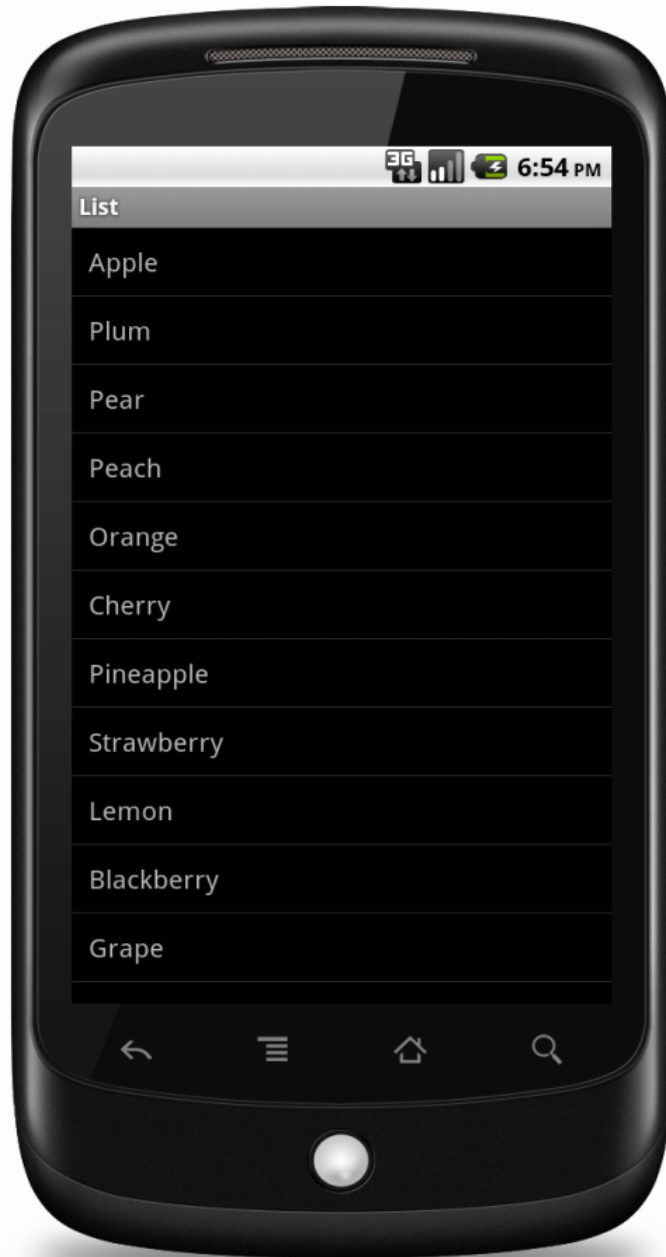 3G 6:54 PM
List
Apple
Plum
Pear
Peach
Orange
Cherry
Pineapple
Strawberry
Lemon
Blackberry
Grape